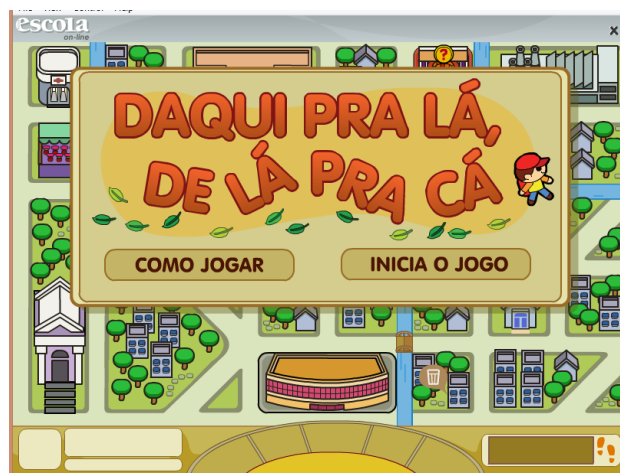 escola
on-line
x
?
DAQUI PRA LÁ,
DE LÁ PRA CÁ
COMO JOGAR
INICIA O JOGO